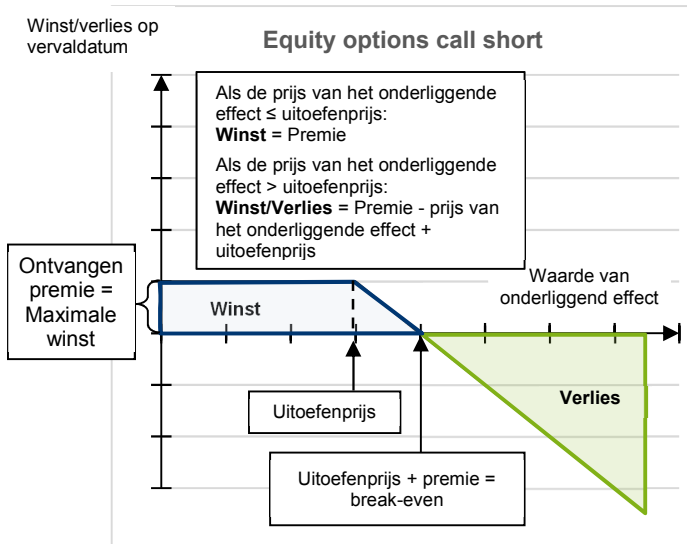 Winst/verlies op
vervaldatum
Equity options call short
Als de prijs van het onderliggende
effect ≤ uitoefenprijs:
Winst = Premie
Als de prijs van het onderliggende
effect > uitoefenprijs:
Winst/Verlies = Premie - prijs van
het onderliggende effect +
uitoefenprijs
Ontvangen
premie =
Maximale
winst
Winst
Waarde van
onderliggend effect
Verlies
Uitoefenprijs
Uitoefenprijs + premie =
break-even